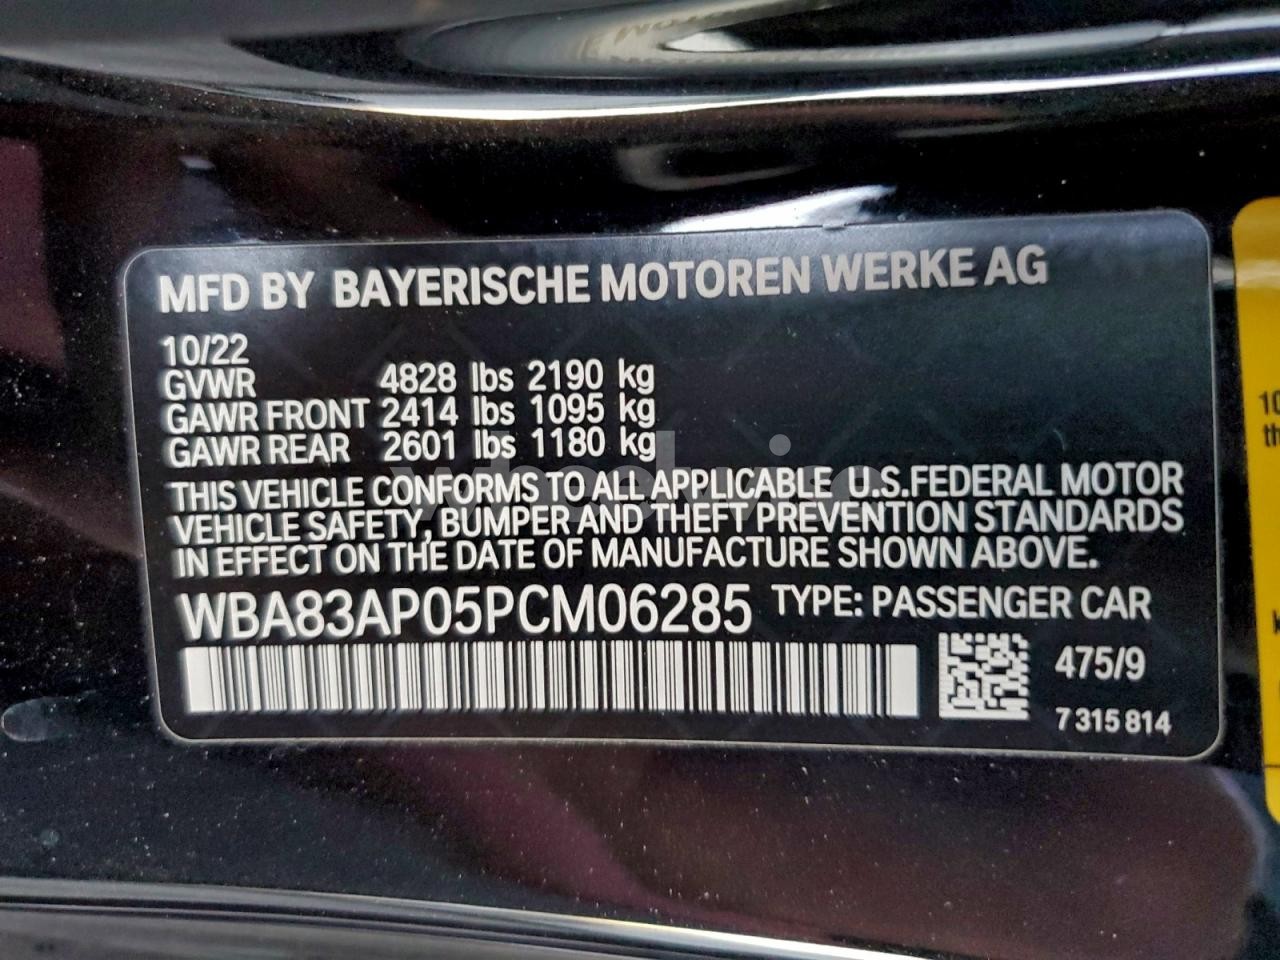 MFD BY BAYERISCHE MOTOREN WERKE AG
10/22
GVWR 4828 lbs 2190 kg
GAWR FRONT 2414 lbs 1095 kg
GAWR REAR 2601 lbs 1180 kg
THIS VEHICLE CONFORMS TO ALL APPLICABLE U.S.FEDERAL MOTOR
VEHICLE SAFETY, BUMPER AND THEFT PREVENTION STANDARDS
IN EFFECT ON THE DATE OF MANUFACTURE SHOWN ABOVE.
WBA83AP05PCM06285 TYPE: PASSENGER CAR
475/9
7 315 814